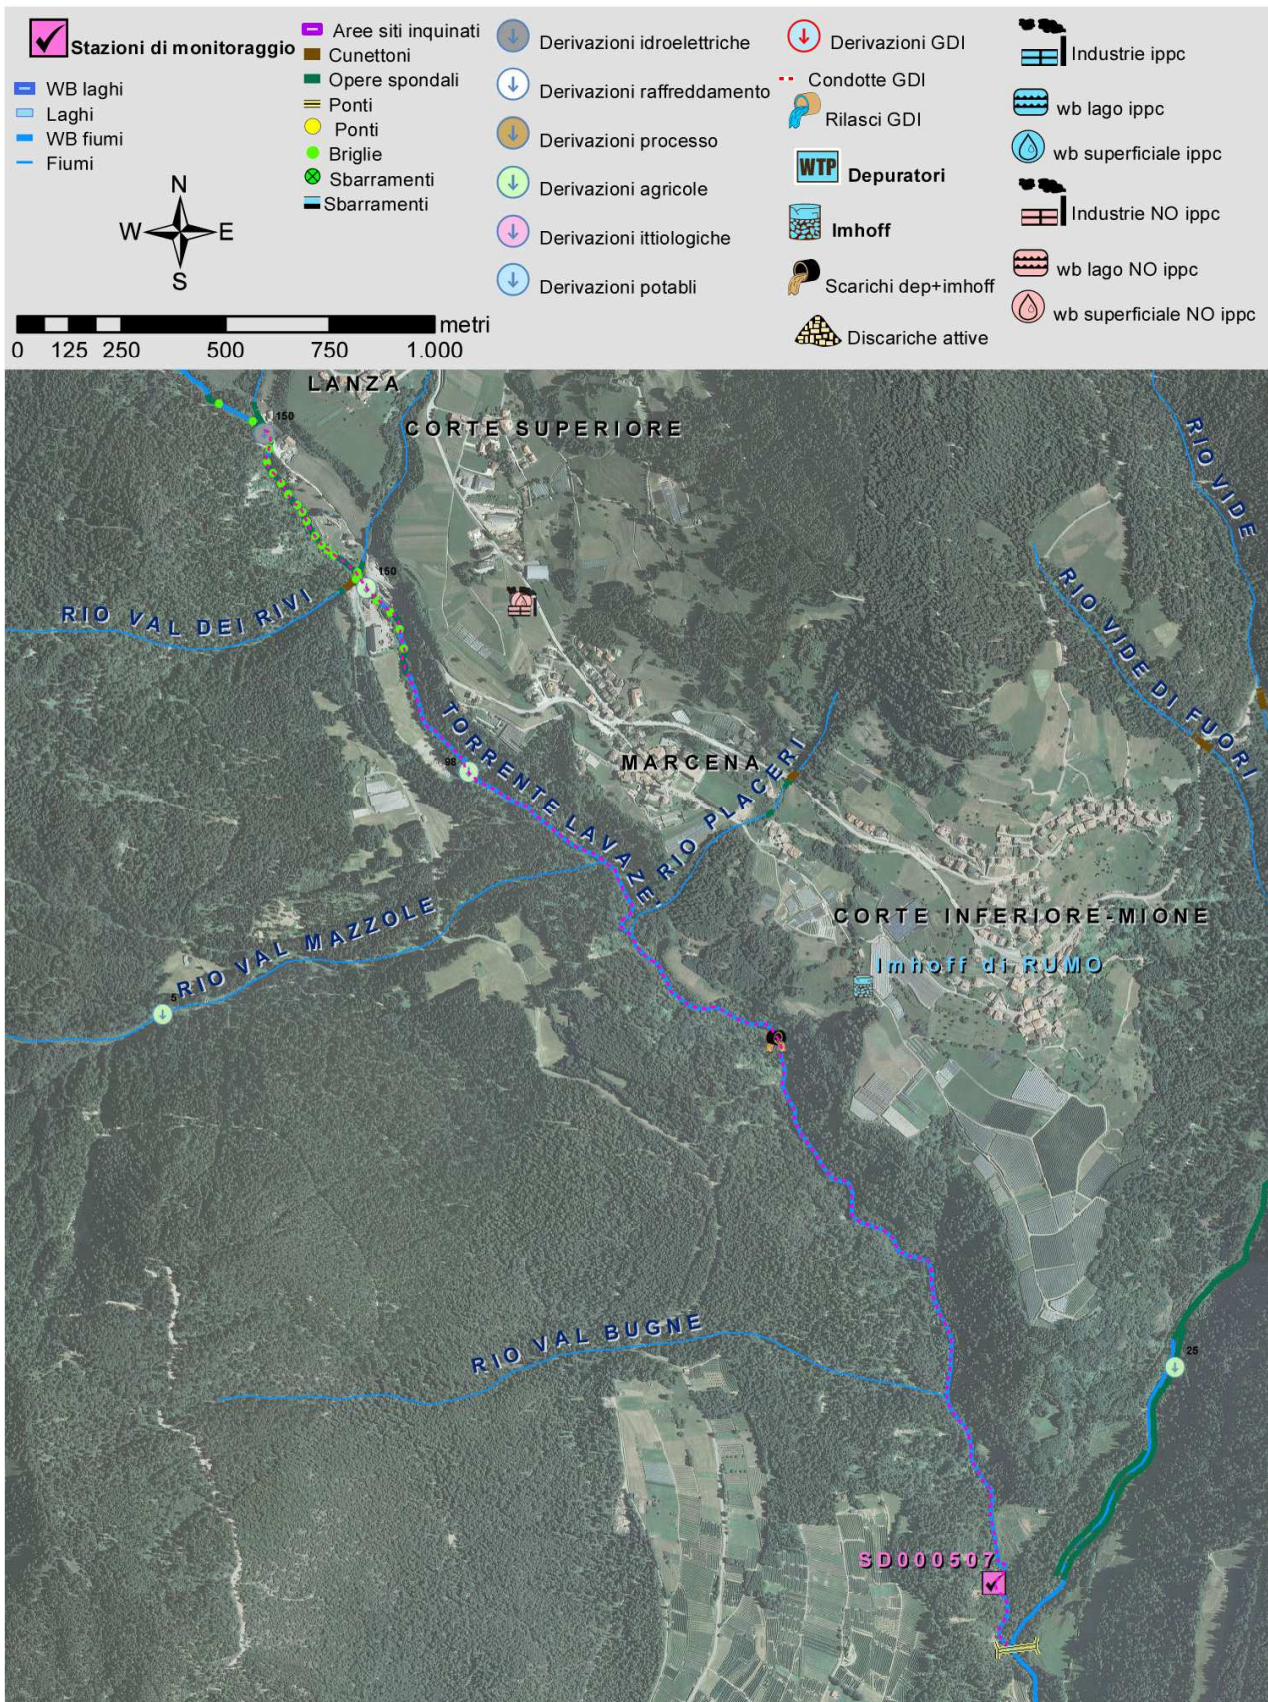 Stazioni di monitoraggio
WB laghi
Laghi
WB fiumi
Fiumi
N
W
E
S
Aree siti inquinati
Cunettoni
Opere spondali
Ponti
Ponti
Briglie
Sbarramenti
Sbarramenti
Derivazioni idroelettriche
Derivazioni raffreddamento
Derivazioni processo
Derivazioni agricole
Derivazioni ittiologiche
Derivazioni potabli
Derivazioni GDI
Condotte GDI
Rilasci GDI
WTP
Depuratori
Imhoff
Scarichi dep+imhoff
Discariche attive
Industrie ippc
wb lago ippc
wb superficiale ippc
Industrie NO ippc
wb lago NO ippc
wb superficiale NO ippc
metri
0 125 250 500 750 1.000
LANZA
150
CORTE SUPERIORE
RIO VIDE
150
RIO VAL DEI RIVI
RIO VIDE DI FUORI
TORRENTE LAVAZE'
98
MARCENA
RIO PLACERI
RIO VAL MAZZOLE
5
CORTE INFERIORE-MIONE
Imhoff di RUMO
RIO VAL BUGNE
25
SD000507